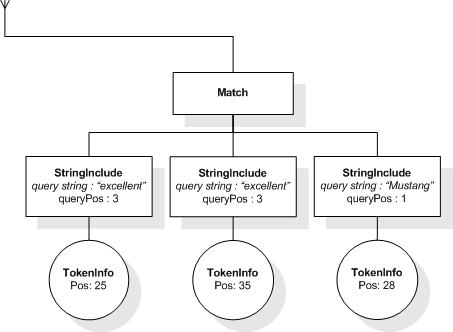 Match
StringInclude
query string : “excellent”
queryPos : 3
StringInclude
query string : “excellent”
queryPos : 3
StringInclude
query string : “Mustang”
queryPos : 1
TokenInfo
Pos: 25
TokenInfo
Pos: 35
TokenInfo
Pos: 28